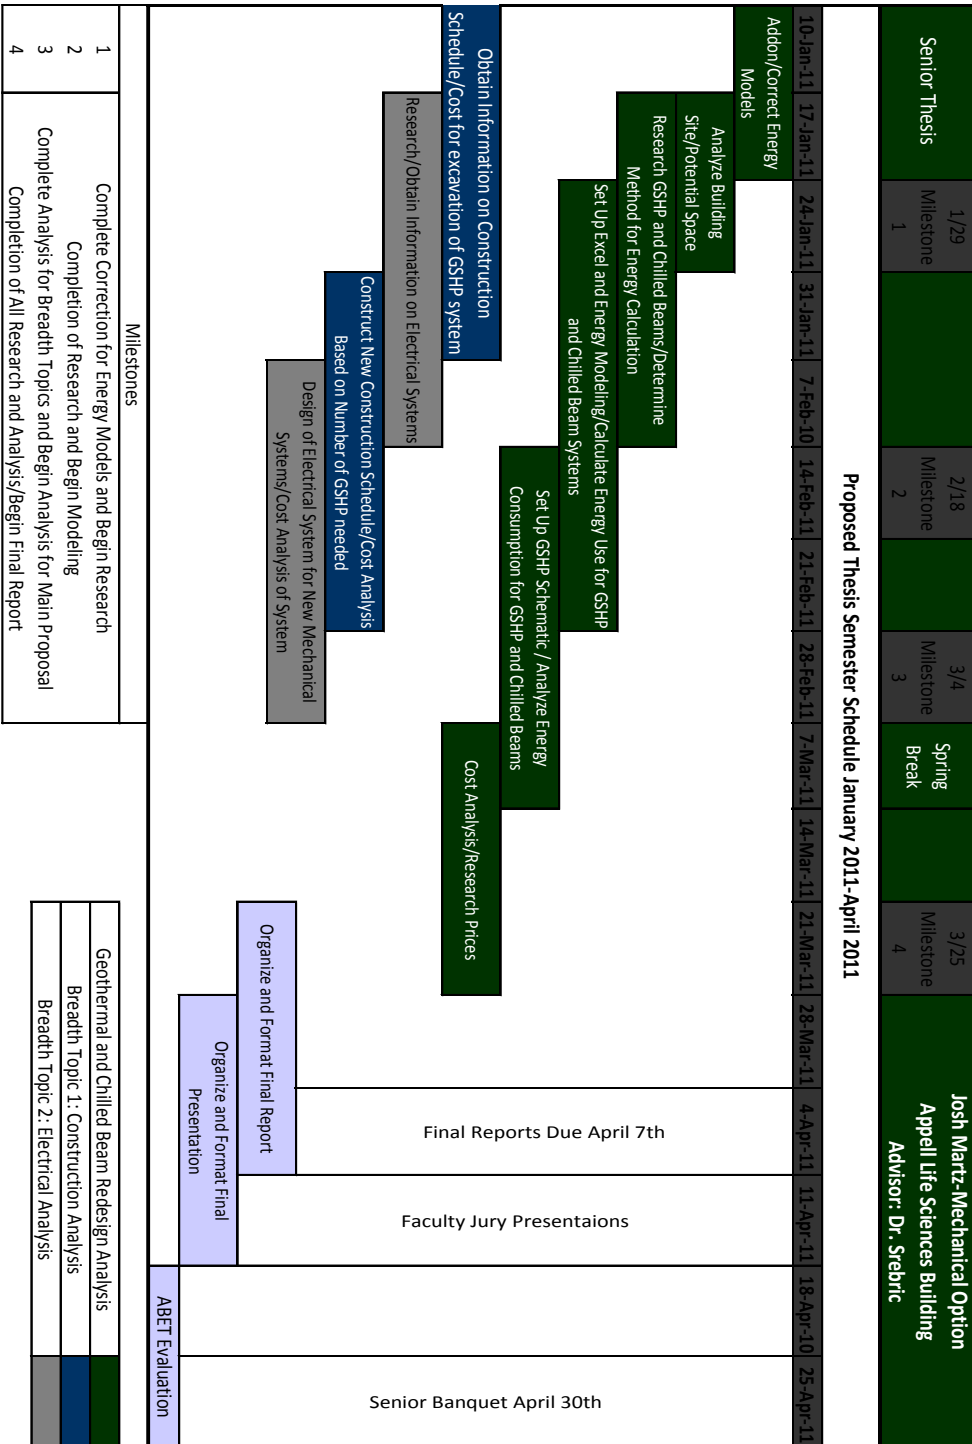 Senior Thesis
1/29
Milestone
1
2/18
Milestone
2
3/4
Milestone
3
Spring
Break
3/25
Milestone
4
Josh Martz-Mechanical Option
Appell Life Sciences Building
Advisor: Dr. Srebric
Proposed Thesis Semester Schedule January 2011-April 2011
10-Jan-11 17-Jan-11 24-Jan-11 31-Jan-11 7-Feb-10 14-Feb-11 21-Feb-11 28-Feb-11 7-Mar-11 14-Mar-11 21-Mar-11 28-Mar-11 4-Apr-11 11-Apr-11 18-Apr-10 25-Apr-11
Addon/Correct Energy
Models
Analyze Building
Site/Potential Space
Research GSHP and Chilled Beams/Determine
Method for Energy Calculation
Set Up Excel and Energy Modeling/Calculate Energy Use for GSHP
and Chilled Beam Systems
Set Up GSHP Schematic / Analyze Energy
Consumption for GSHP and Chilled Beams
Obtain Information on Construction
Schedule/Cost for excavation of GSHP system
Cost Analysis/Research Prices
Research/Obtain Information on Electrical Systems
Construct New Construction Schedule/Cost Analysis
Based on Number of GSHP needed
Design of Electrical System for New Mechanical
Systems/Cost Analysis of System
Organize and Format Final Report
Organize and Format Final
Presentation
Final Reports Due April 7th
Faculty Jury Presentaions
Senior Banquet April 30th
ABET Evaluation
Milestones
1 Complete Correction for Energy Models and Begin Research
2 Completion of Research and Begin Modeling
3 Complete Analysis for Breadth Topics and Begin Analysis for Main Proposal
4 Completion of All Research and Analysis/Begin Final Report
Geothermal and Chilled Beam Redesign Analysis
Breadth Topic 1: Construction Analysis
Breadth Topic 2: Electrical Analysis